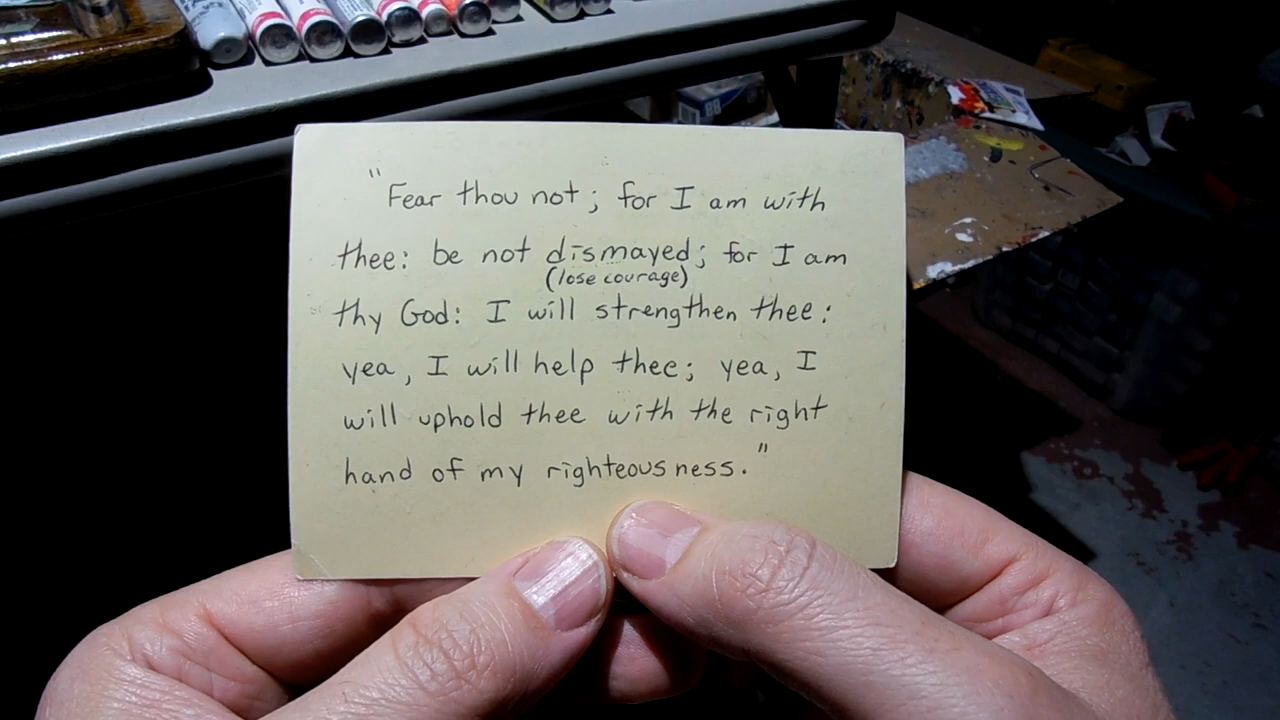 "Fear thou not; for I am with
thee: be not dismayed; for I am
(lose courage)
thy God: I will strengthen thee:
yea, I will help thee; yea, I
will uphold thee with the right
hand of my righteousness."